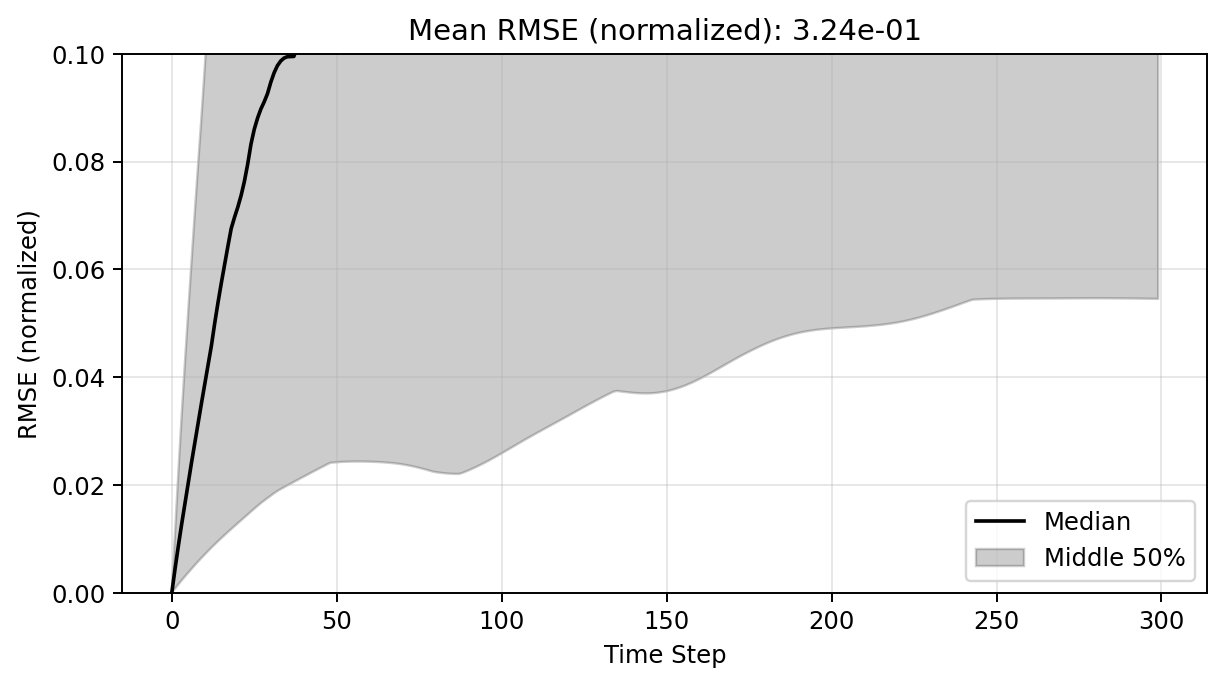 Mean RMSE (normalized): 3.24e-01
RMSE (normalized)
0.10
0.08
0.06
0.04
0.02
0.00
0 50 100 150 200 250 300
Time Step
Median
Middle 50%